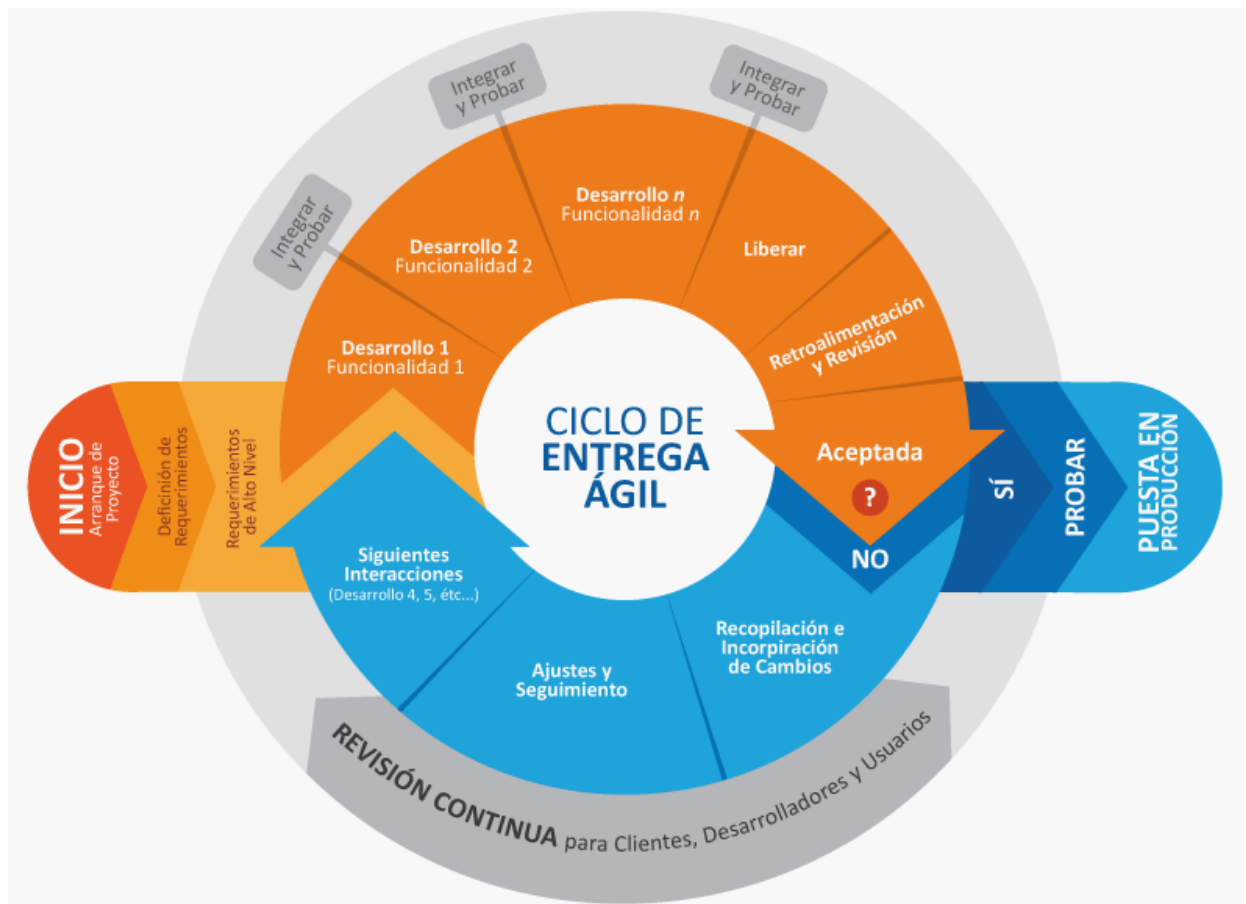 INICIO
Arranque de
Proyecto
Definición de
Requerimientos
Requerimientos
de Alto Nivel
Desarrollo 1
Funcionalidad 1
Integrar
y Probar
Desarrollo 2
Funcionalidad 2
Integrar
y Probar
Desarrollo n
Funcionalidad n
Integrar
y Probar
Liberar
Retroalimentación
y Revisión
Aceptada
?
SÍ
PROBAR
PUESTA EN
PRODUCCIÓN
NO
Recopilación e
Incorpiración
de Cambios
Ajustes y
Seguimiento
Siguientes
Interacciones
(Desarrollo 4, 5, étc...)
CICLO DE
ENTREGA
ÁGIL
REVISIÓN CONTINUA para Clientes, Desarrolladores y Usuarios